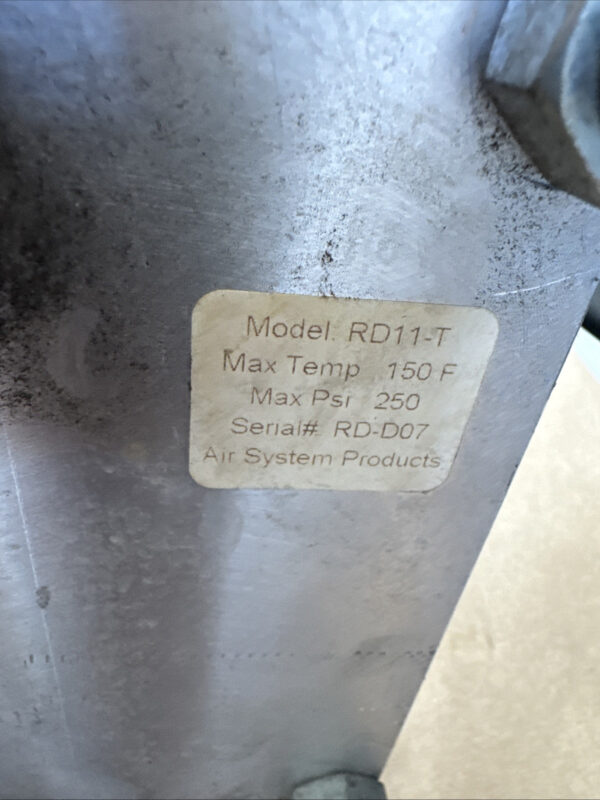 Model: RD11-T
Max Temp 150 F
Max Psi 250
Serial# RD-D07
Air System Products